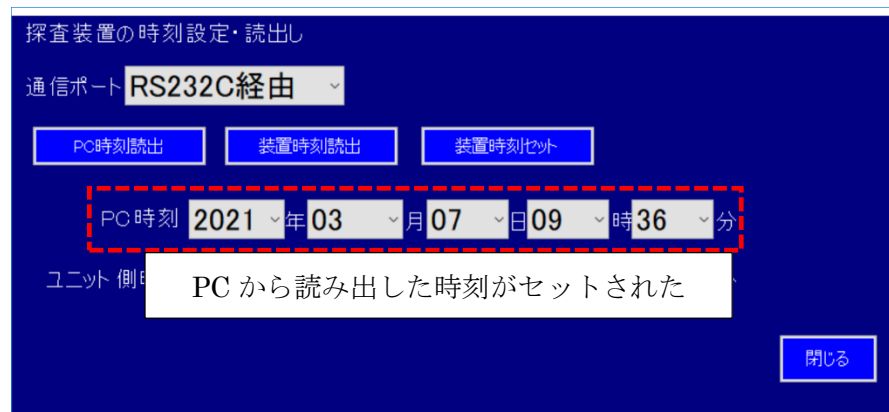 探査装置の時刻設定・読出し
通信ポート RS232C経由
PC時刻読出 装置時刻読出 装置時刻セット
PC時刻 2021 年 03 月 07 日 09 時 36 分
ユニット側
PC から読み出した時刻がセットされた
閉じる